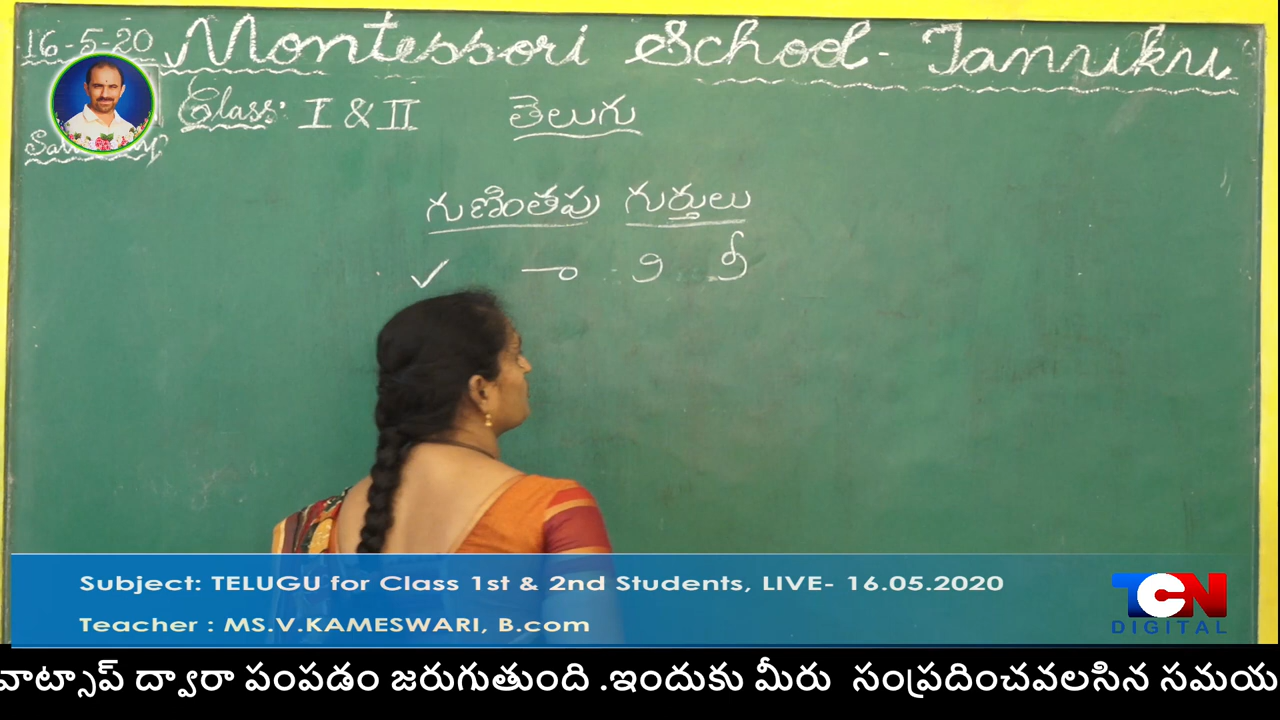 16-5-20 Montessori School - Tanuku
Class: I & II తెలుగు
గుణింతపు గుర్తులు
✓ ా ి ీ
Subject: TELUGU for Class 1st & 2nd Students, LIVE- 16.05.2020
Teacher : MS.V.KAMESWARI, B.com
TCN
DIGITAL
వాట్సాప్ ద్వారా పంపడం జరుగుతుంది .ఇందుకు మీరు సంప్రదించవలసిన సమయ